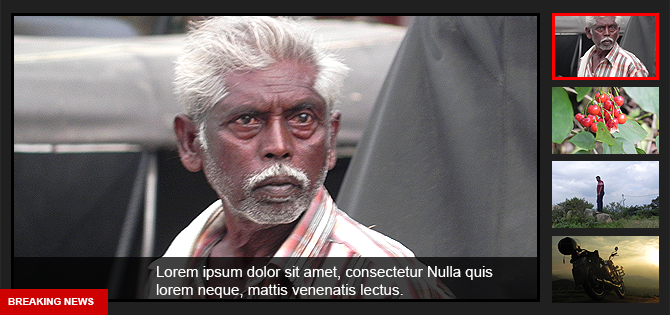 Lorem ipsum dolor sit amet, consectetur Nulla quis
lorem neque, mattis venenatis lectus.
BREAKING NEWS